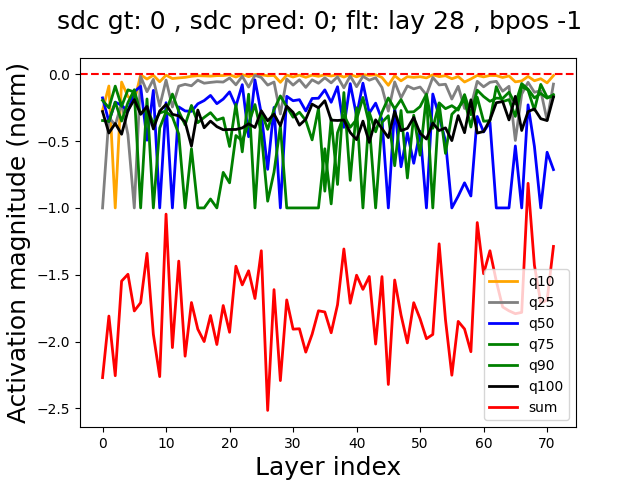 sdc gt: 0 , sdc pred: 0; flt: lay 28 , bpos -1
Activation magnitude (norm)
0.0
−0.5
−1.0
−1.5
−2.0
−2.5
q10
q25
q50
q75
q90
q100
sum
0 10 20 30 40 50 60 70
Layer index